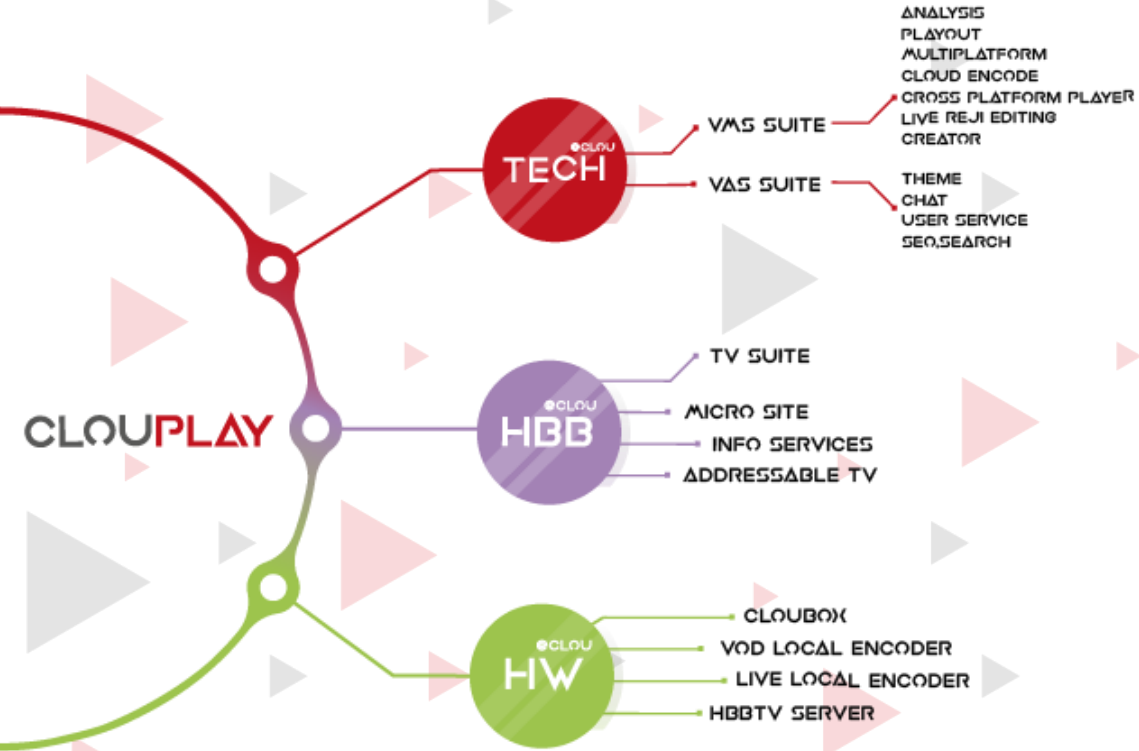 CLOUPLAY
CLOU
TECH
VMS SUITE
ANALYSIS
PLAYOUT
MULTIPLATFORM
CLOUD ENCODE
CROSS PLATFORM PLAYER
LIVE REJI EDITING
CREATOR
VAS SUITE
THEME
CHAT
USER SERVICE
SEO,SEARCH
CLOU
HBB
TV SUITE
MICRO SITE
INFO SERVICES
ADDRESSABLE TV
CLOU
HW
CLOUBOX
VOD LOCAL ENCODER
LIVE LOCAL ENCODER
HBBTV SERVER